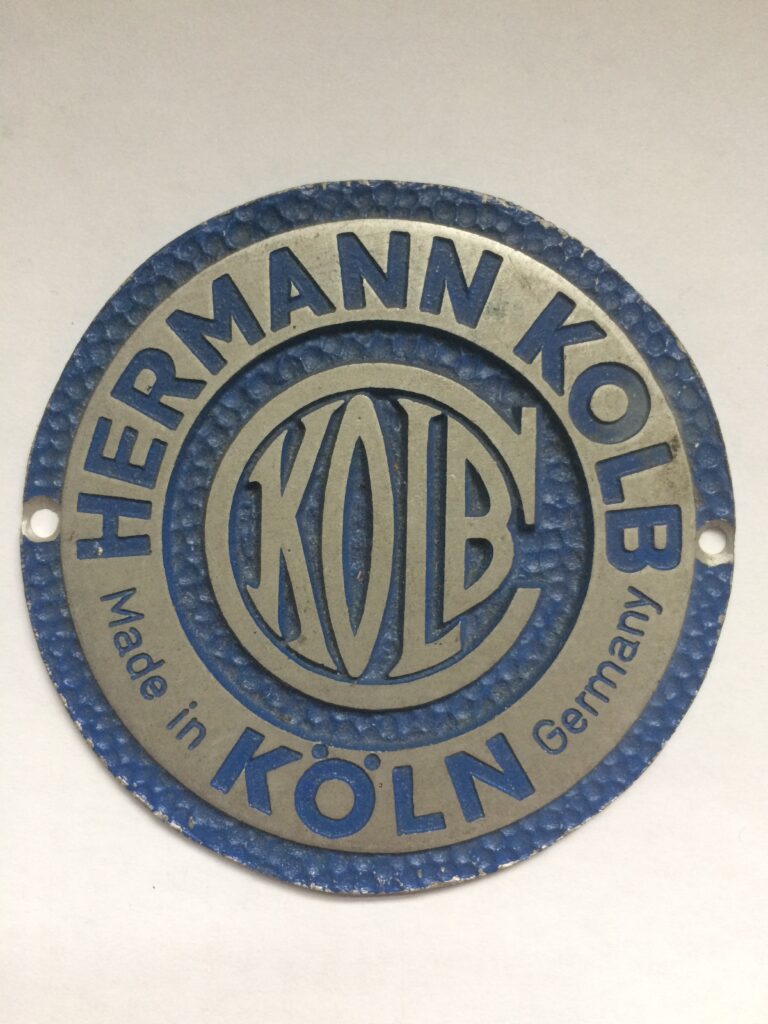 HERMANN KOLB
KOLB
Made in
KÖLN
Germany